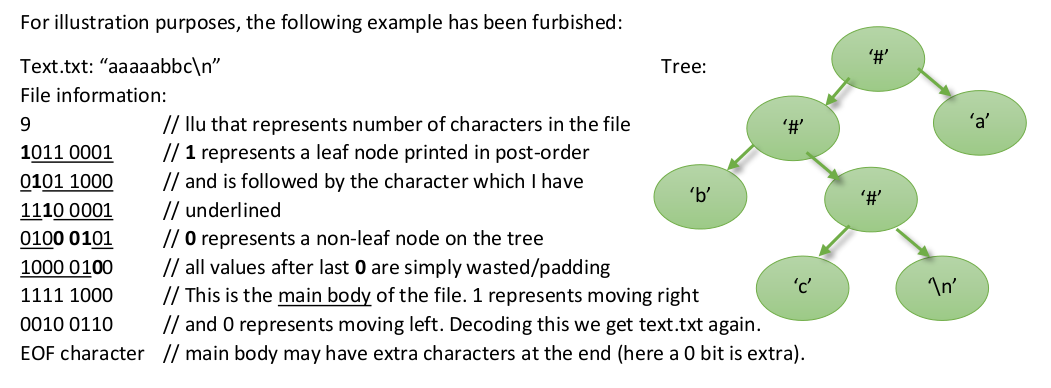 For illustration purposes, the following example has been furbished:
Text.txt: “aaaaabbc\n” Tree:
File information:
9 // llu that represents number of characters in the file
1011 0001 // 1 represents a leaf node printed in post-order
0101 1000 // and is followed by the character which I have
1110 0001 // underlined
0100 0101 // 0 represents a non-leaf node on the tree
1000 0100 // all values after last 0 are simply wasted/padding
1111 1000 // This is the main body of the file. 1 represents moving right
0010 0110 // and 0 represents moving left. Decoding this we get text.txt again.
EOF character // main body may have extra characters at the end (here a 0 bit is extra).
‘#’
‘#’ ‘a’
‘b’ ‘#’
‘c’ ‘\n’